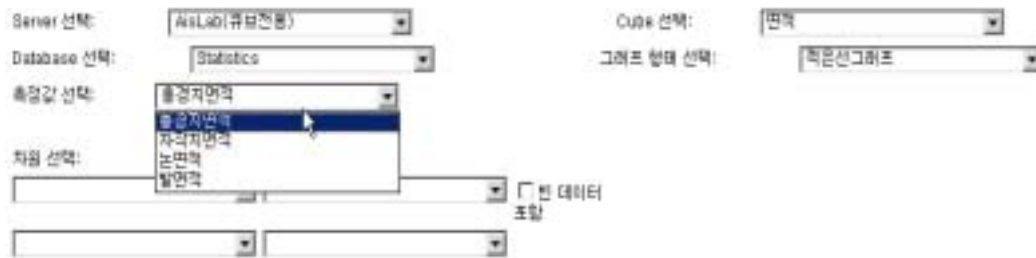 Server 선택: AisLab(큐브전용) Cube 선택: 면적
Database 선택: Statistics 그래프 형태 선택: 꺽은선그래프
측정값 선택: 총경지면적
총경지면적
자작지면적
논면적
밭면적
차원 선택:
빈 데이터
포함